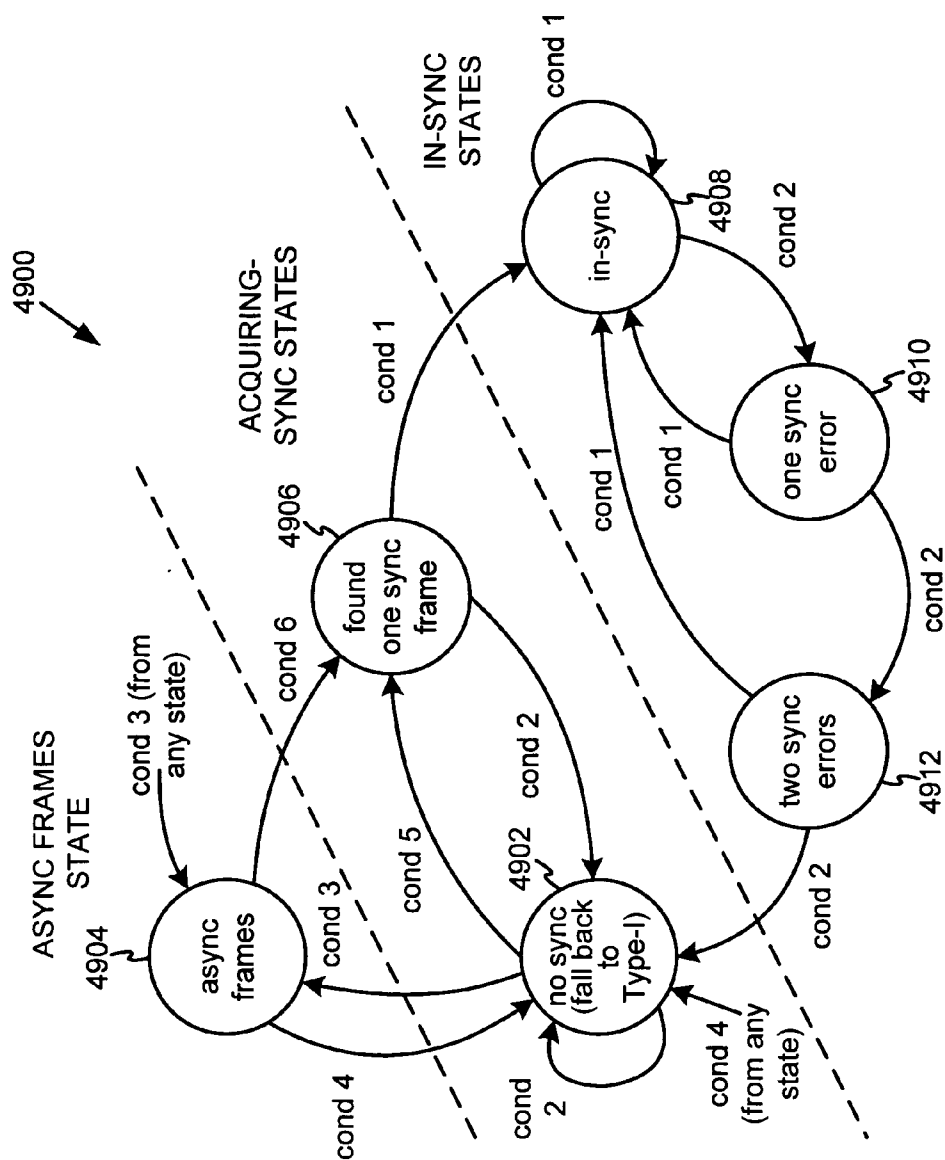 4900
ASYNC FRAMES
STATE
4904
async
frames
cond 3 (from
any state)
cond 6
cond 3
cond 4
ACQUIRING-
SYNC STATES
4906
found
one sync
frame
cond 1
cond 5
cond 2
4902
no sync
(fall back
to
Type-I)
cond
2
cond 4
(from any
state)
IN-SYNC
STATES
cond 1
in-sync
4908
cond 2
cond 1
cond 1
one sync
error
4910
cond 2
two sync
errors
4912
cond 2